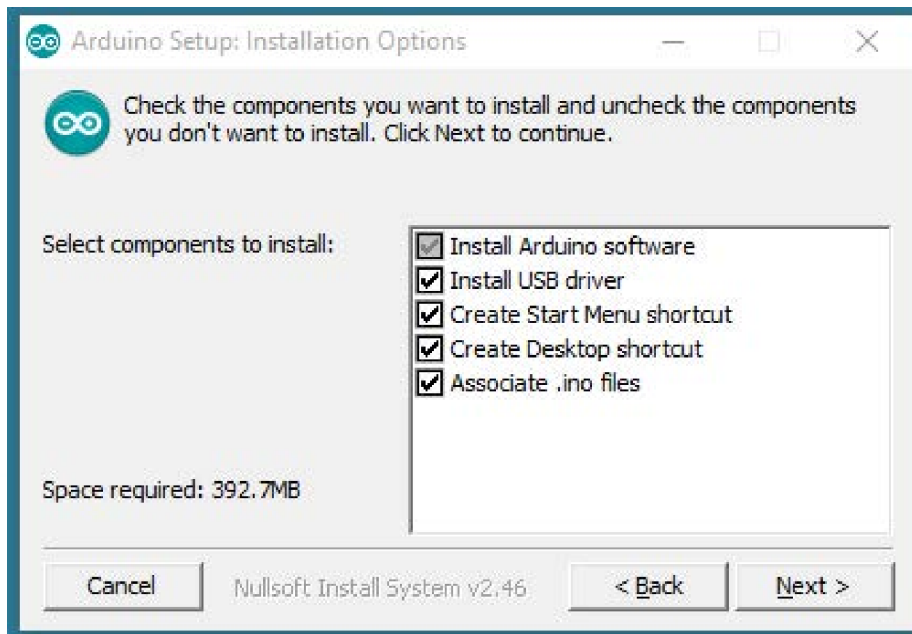 Arduino Setup: Installation Options
Check the components you want to install and uncheck the components
you don't want to install. Click Next to continue.
Select components to install:
Install Arduino software
Install USB driver
Create Start Menu shortcut
Create Desktop shortcut
Associate .ino files
Space required: 392.7MB
Cancel
Nullsoft Install System v2.46
< Back
Next >